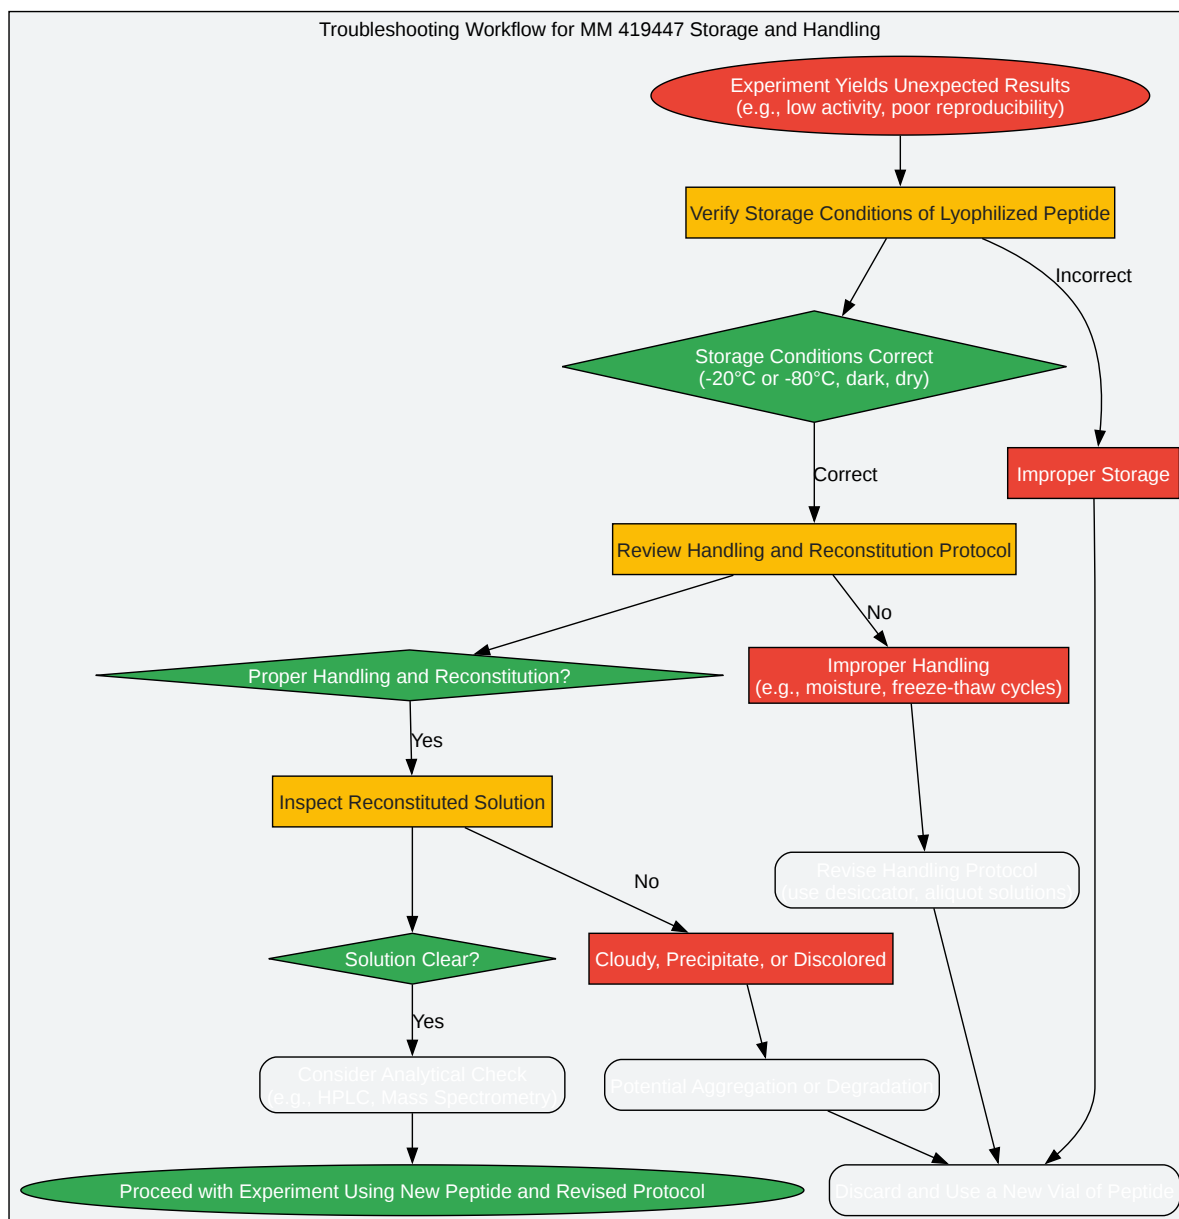 Troubleshooting Workflow for MM 419447 Storage and Handling
Experiment Yields Unexpected Results
(e.g., low activity, poor reproducibility)
Verify Storage Conditions of Lyophilized Peptide
Incorrect
Storage Conditions Correct
(-20°C or -80°C, dark, dry)
Correct
Improper Storage
Review Handling and Reconstitution Protocol
No
Proper Handling and Reconstitution?
Improper Handling
(e.g., moisture, freeze-thaw cycles)
Yes
Inspect Reconstituted Solution
No
Revise Handling Protocol
(use desiccator, aliquot solutions)
Solution Clear?
Cloudy, Precipitate, or Discolored
Yes
Consider Analytical Check
(e.g., HPLC, Mass Spectrometry)
Potential Aggregation or Degradation
Proceed with Experiment Using New Peptide and Revised Protocol
Discard and Use a New Vial of Peptide